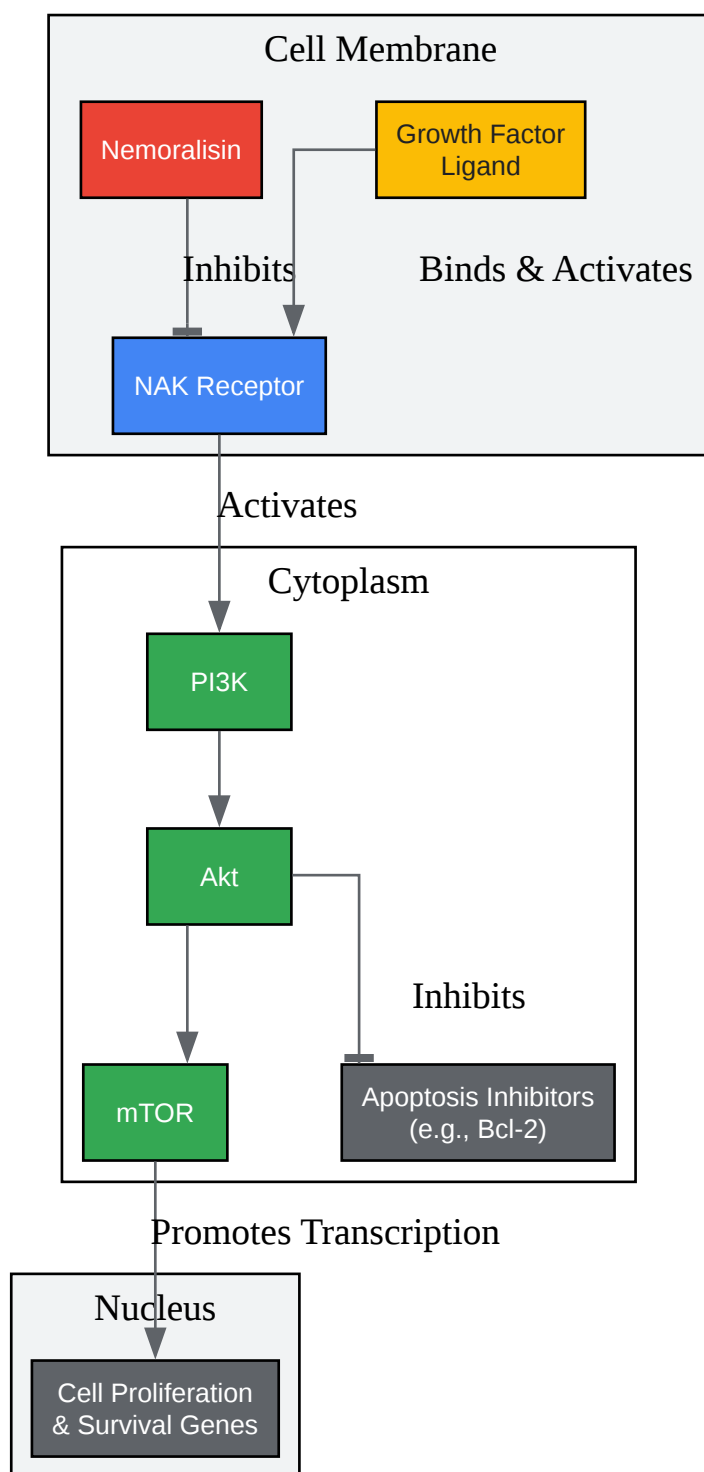 Cell Membrane
Nemoralisin
Growth Factor
Ligand
Inhibits
Binds & Activates
NAK Receptor
Activates
Cytoplasm
PI3K
Akt
Inhibits
mTOR
Apoptosis Inhibitors
(e.g., Bcl-2)
Promotes Transcription
Nucleus
Cell Proliferation
& Survival Genes